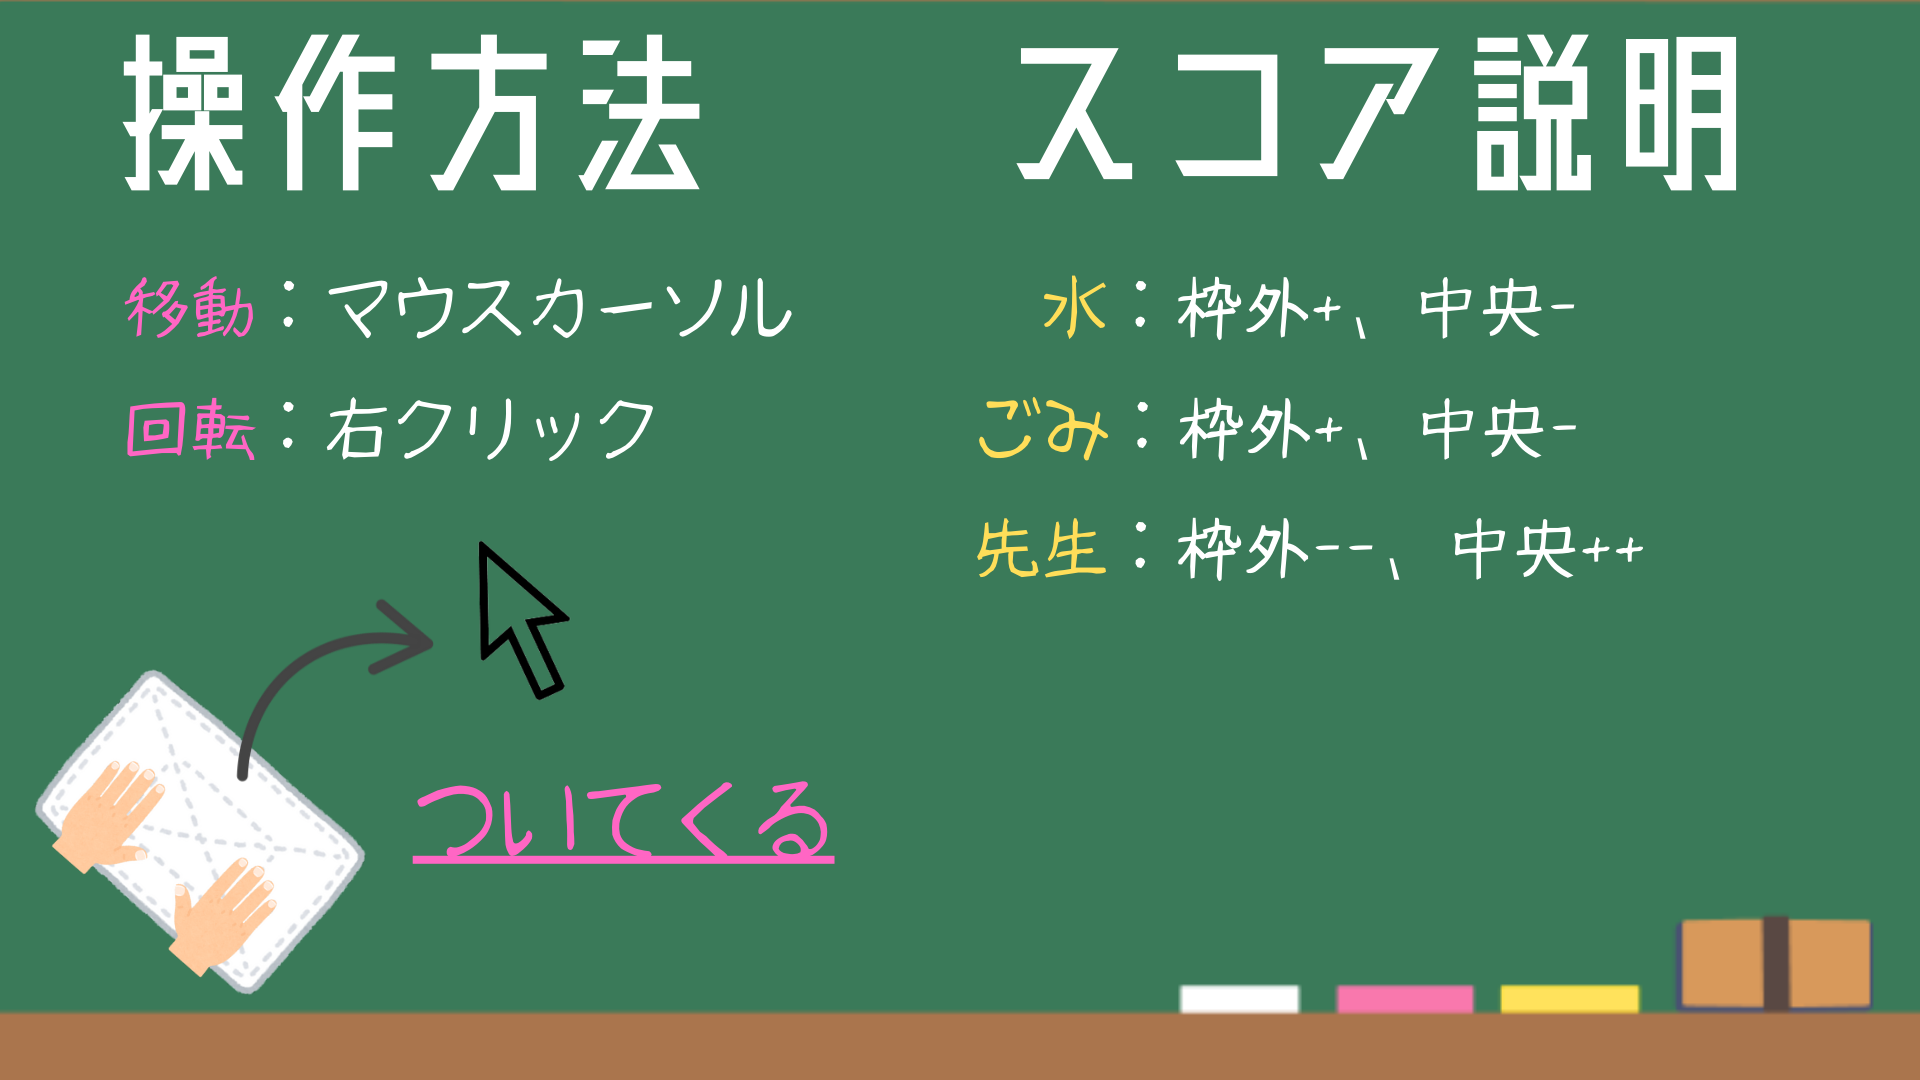 操作方法
移動：マウスカーソル
回転：右クリック
ついてくる
スコア説明
水：枠外+、中央-
ごみ：枠外+、中央-
先生：枠外--、中央++